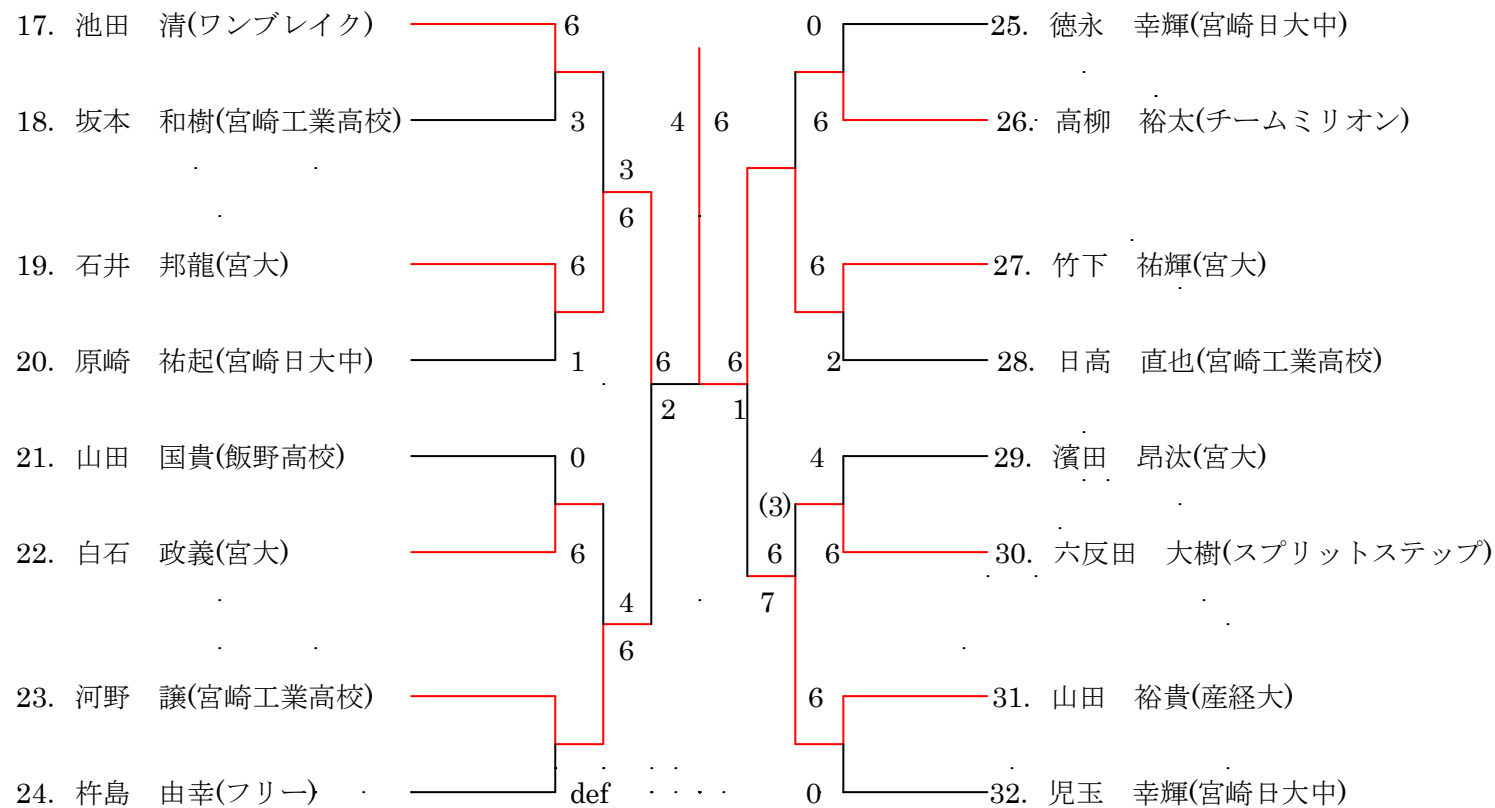 17. 池田　清(ワンブレイク) 6 0 25. 徳永　幸輝(宮崎日大中)
18. 坂本　和樹(宮崎工業高校) 3 4 6 6 26. 高柳　裕太(チームミリオン)
3
6
19. 石井　邦龍(宮大) 6 6 27. 竹下　祐輝(宮大)
20. 原崎　祐起(宮崎日大中) 1 6 6 2 28. 日高　直也(宮崎工業高校)
2 1
21. 山田　国貴(飯野高校) 0 4 29. 濱田　昂汰(宮大)
(3)
22. 白石　政義(宮大) 6 6 6 30. 六反田　大樹(スプリットステップ)
4 7
6
23. 河野　譲(宮崎工業高校) 6 31. 山田　裕貴(産経大)
24. 杵島　由幸(フリー) def 0 32. 児玉　幸輝(宮崎日大中)